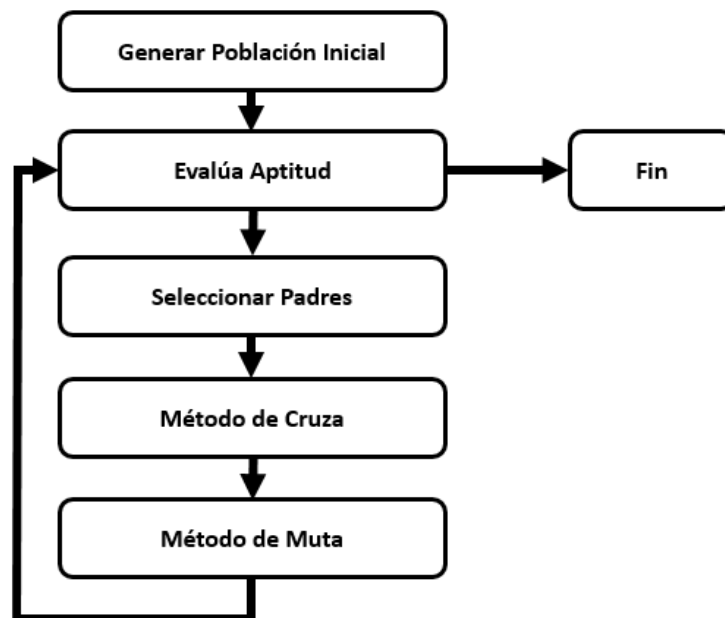 Generar Población Inicial
Evalúa Aptitud
Fin
Seleccionar Padres
Método de Cruza
Método de Muta